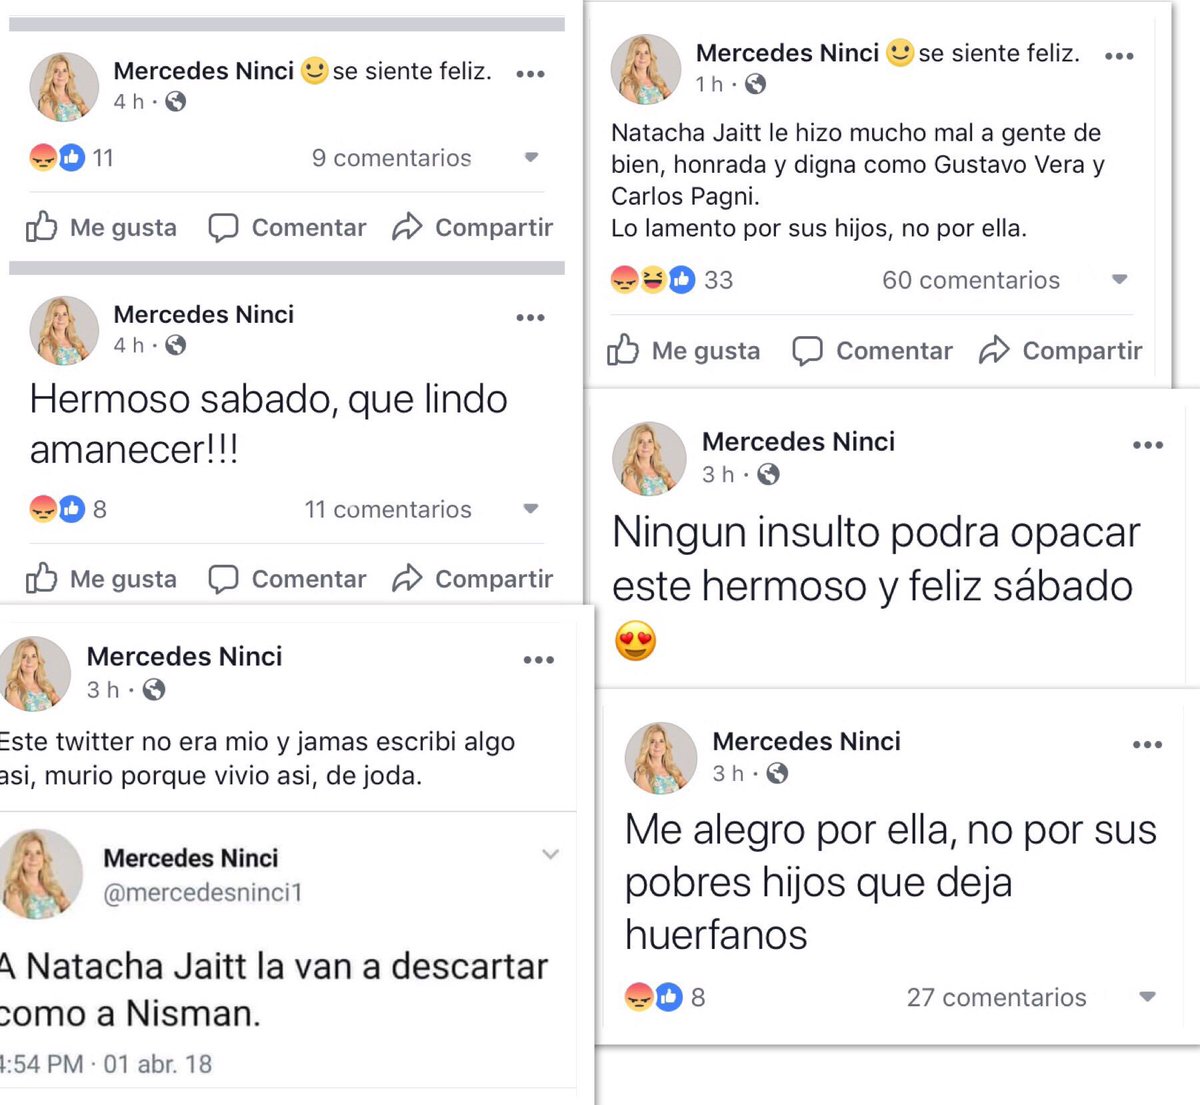 Mercedes Ninci se siente feliz.
4 h
11
9 comentarios
Me gusta Comentar Compartir
Mercedes Ninci
4 h
Hermoso sabado, que lindo
amanecer!!!
8
11 comentarios
Me gusta Comentar Compartir
Mercedes Ninci
3 h
Este twitter no era mio y jamas escribi algo
asi, murio porque vivio asi, de joda.
Mercedes Ninci
@mercedesninci1
A Natacha Jaitt la van a descartar
como a Nisman.
4:54 PM · 01 abr. 18
Mercedes Ninci se siente feliz.
1 h
Natacha Jaitt le hizo mucho mal a gente de
bien, honrada y digna como Gustavo Vera y
Carlos Pagni.
Lo lamento por sus hijos, no por ella.
33
60 comentarios
Me gusta Comentar Compartir
Mercedes Ninci
3 h
Ningun insulto podra opacar
este hermoso y feliz sábado
Mercedes Ninci
3 h
Me alegro por ella, no por sus
pobres hijos que deja
huerfanos
8
27 comentarios